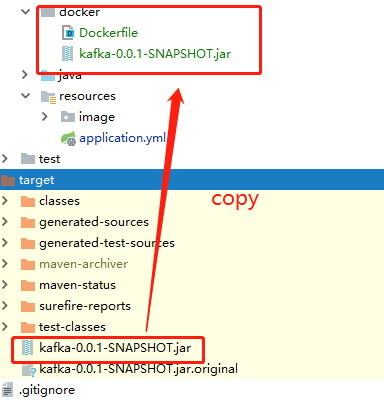 docker
Dockerfile
kafka-0.0.1-SNAPSHOT.jar
java
resources
image
application.yml
test
target
classes
copy
generated-sources
generated-test-sources
maven-archiver
maven-status
surefire-reports
test-classes
kafka-0.0.1-SNAPSHOT.jar
kafka-0.0.1-SNAPSHOT.jar.original
.gitignore